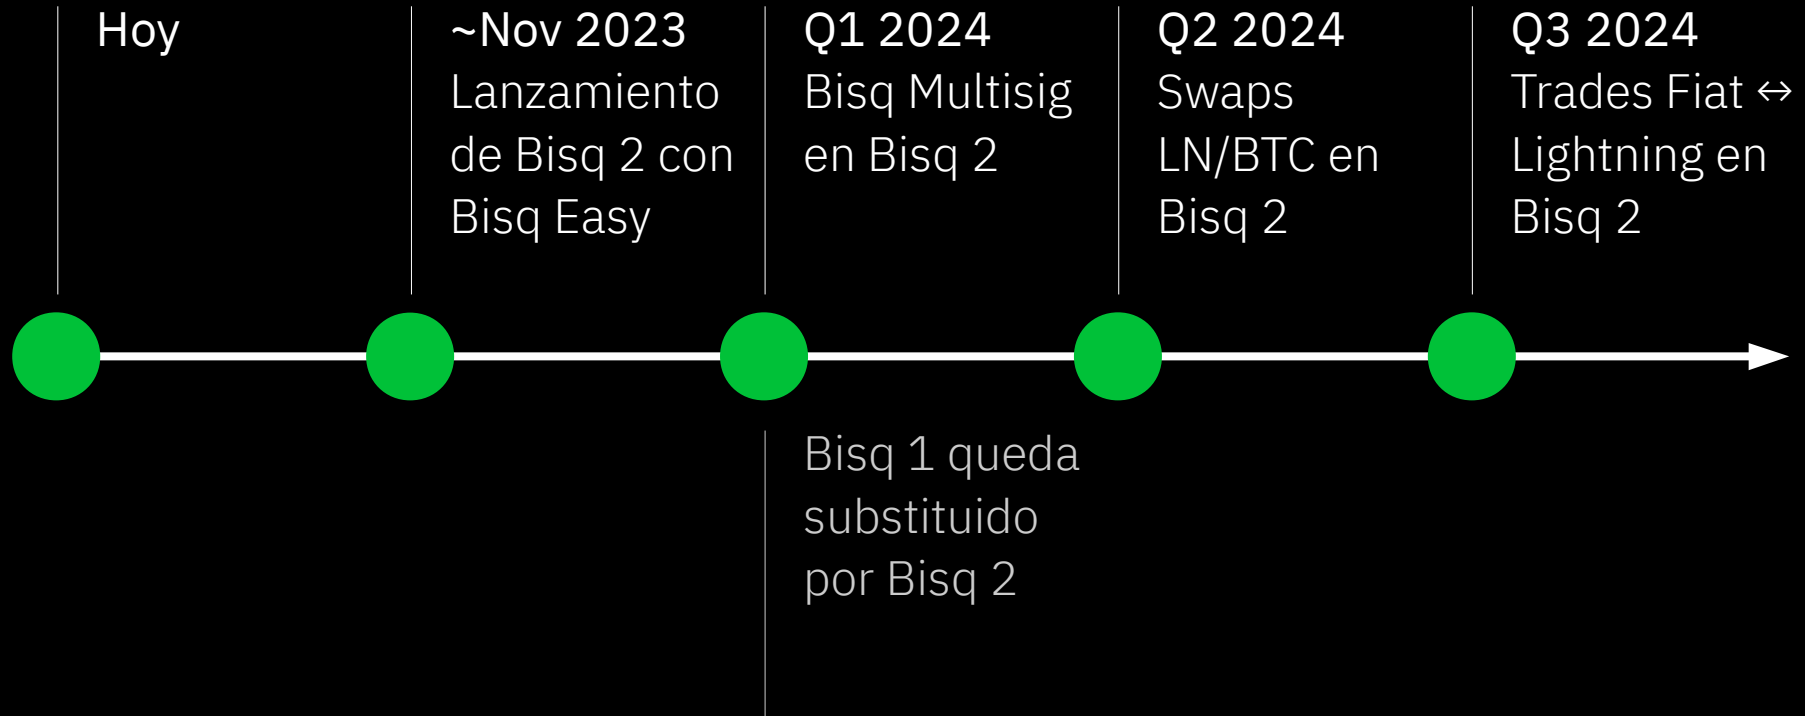 Hoy
~Nov 2023
Lanzamiento
de Bisq 2 con
Bisq Easy
Q1 2024
Bisq Multisig
en Bisq 2
Q2 2024
Swaps
LN/BTC en
Bisq 2
Q3 2024
Trades Fiat ↔
Lightning en
Bisq 2
Bisq 1 queda
substituido
por Bisq 2